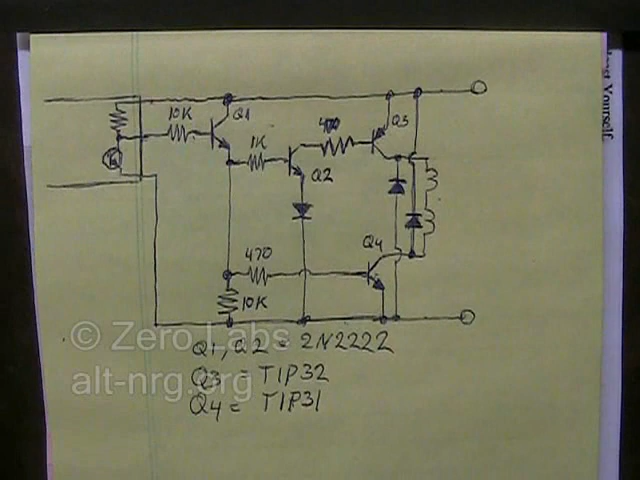 10K
Q1
1K
470
Q3
Q2
Q4
470
10K
© Zero Labs
alt-nrg.org
Q1, Q2 = 2N2222
Q3 = TIP32
Q4 = TIP31
Yourself